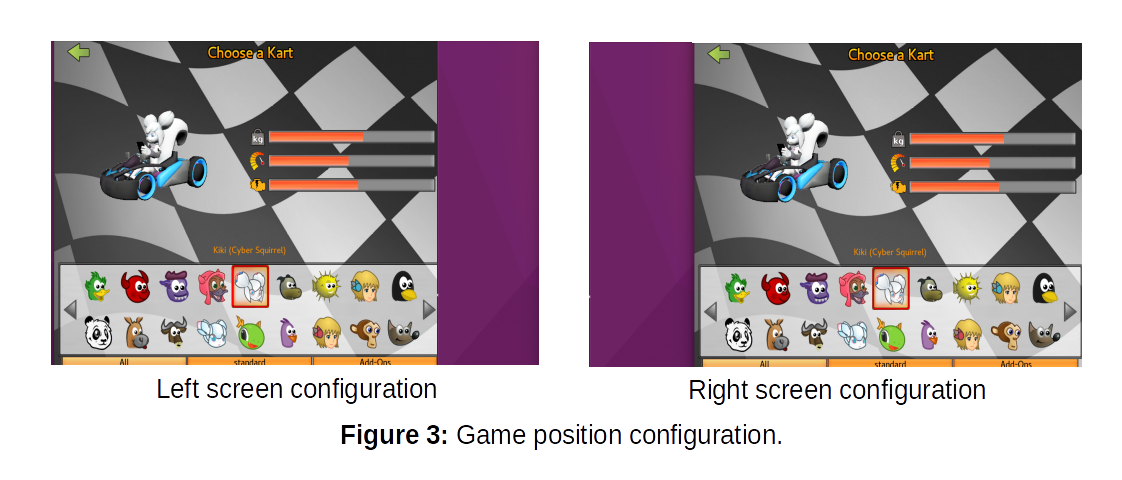 Choose a Kart
kg
Kiki (Cyber Squirrel)
All standard Add-Ons
Choose a Kart
kg
Kiki (Cyber Squirrel)
All standard Add-Ons
Left screen configuration
Right screen configuration
Figure 3: Game position configuration.